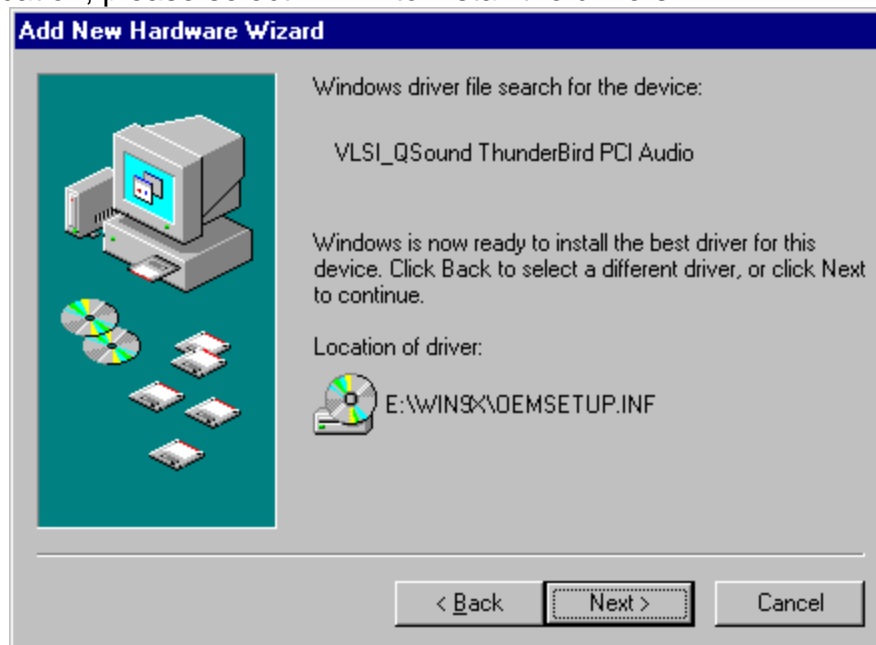 Add New Hardware Wizard
Windows driver file search for the device:
VLSI_QSound ThunderBird PCI Audio
Windows is now ready to install the best driver for this
device. Click Back to select a different driver, or click Next
to continue.
Location of driver:
E:\WIN9X\OEMSETUP.INF
< Back
Next >
Cancel